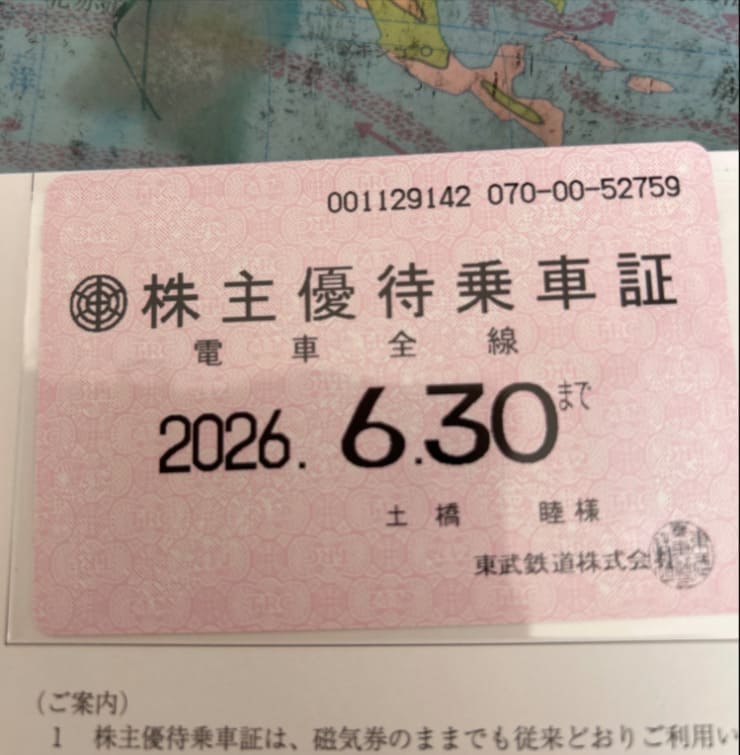 001129142 070-00-52759
株主優待乗車証
電車全線
2026. 6.30まで
土橋 睦様
東武鉄道株式会社
(ご案内)
1 株主優待乗車証は、磁気券のままでも従来どおりご利用い